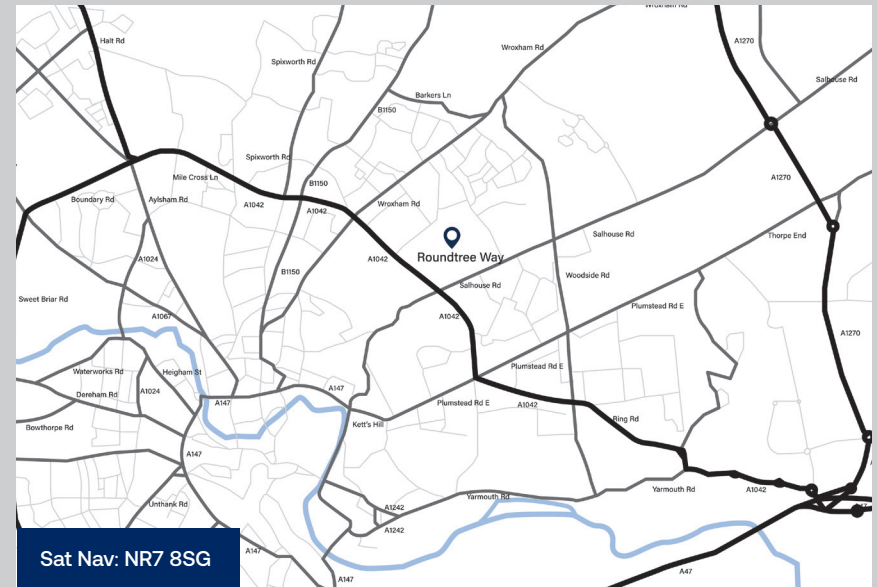 Wroxham Rd
Halt Rd
A1270
Wroxham Rd
Spixworth Rd
Salhouse Rd
Barkers Ln
B1150
Spixworth Rd
Mile Cross Ln
A1270
B1150
Boundary Rd
Aylsham Rd
A1042
A1042
Wroxham Rd
Salhouse Rd
Thorpe End
Roundtree Way
A1024
A1042
B1150
Woodside Rd
Salhouse Rd
Sweet Briar Rd
Plumstead Rd E
A1067
A1042
A1270
Plumstead Rd E
Waterworks Rd
Heigham St
A147
A1024
Dereham Rd
A147
Plumstead Rd E
A1042
Ring Rd
Bowthorpe Rd
Kett's Hill
A147
Yarmouth Rd
A1042
Yarmouth Rd
Unthank Rd
A1242
A1242
Sat Nav: NR7 8SG
A147
A47
A147